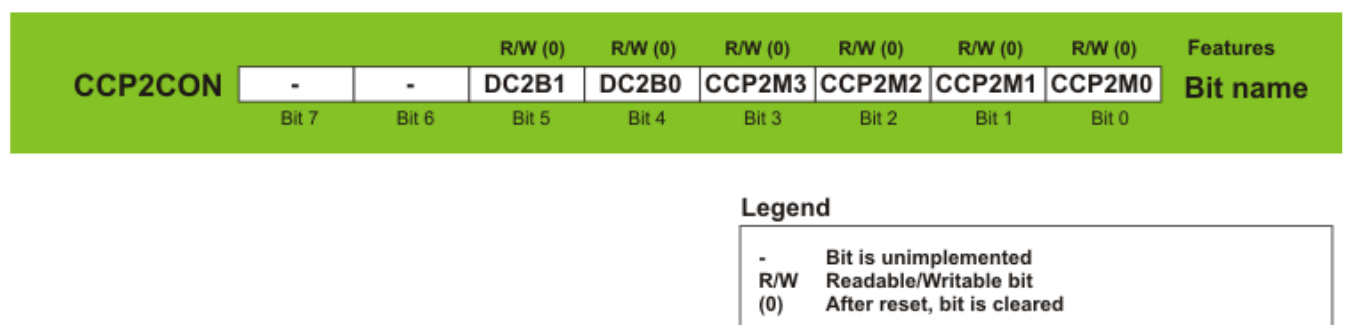 R/W (0) R/W (0) R/W (0) R/W (0) R/W (0) R/W (0) Features
CCP2CON - - DC2B1 DC2B0 CCP2M3 CCP2M2 CCP2M1 CCP2M0 Bit name
Bit 7 Bit 6 Bit 5 Bit 4 Bit 3 Bit 2 Bit 1 Bit 0
Legend
- Bit is unimplemented
R/W Readable/Writable bit
(0) After reset, bit is cleared